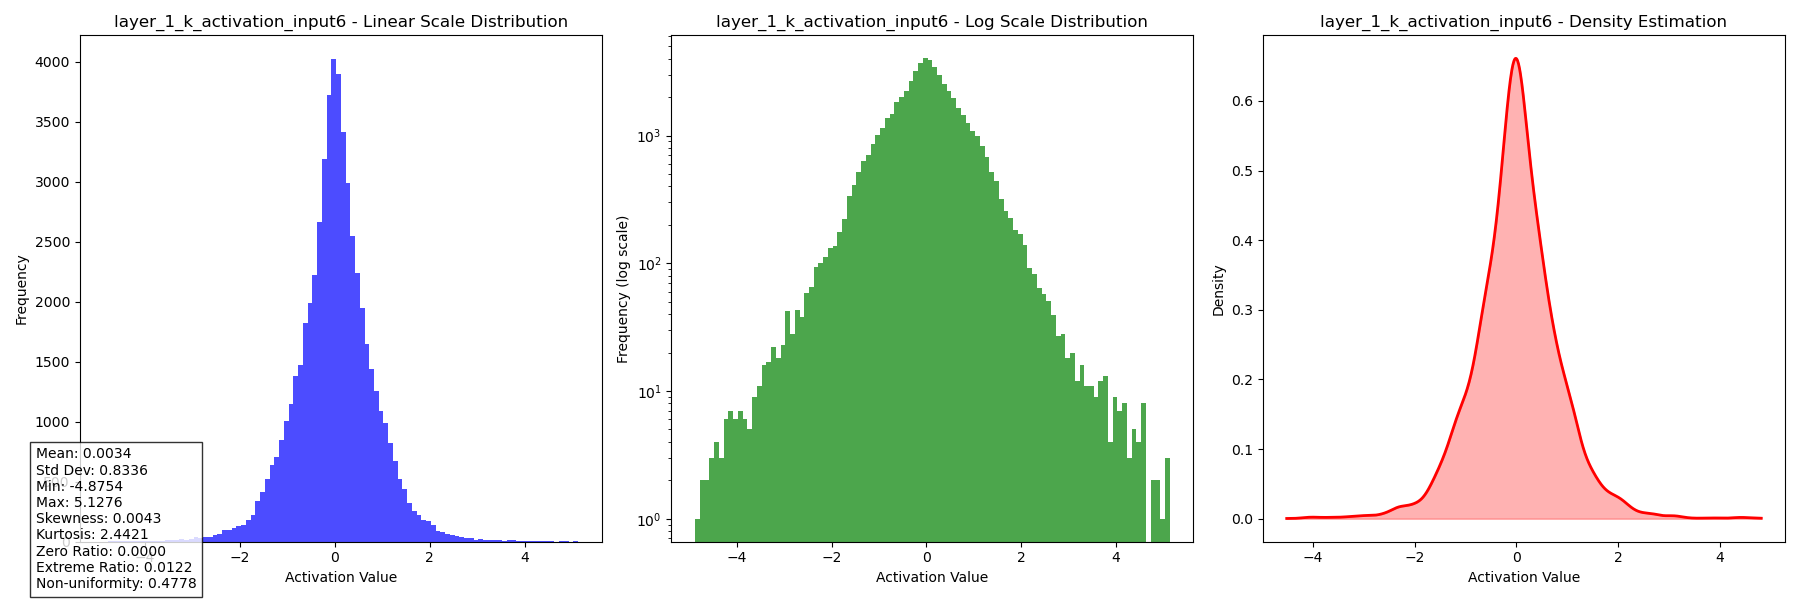 layer_1_k_activation_input6 - Linear Scale Distribution
4000
3500
3000
2500
2000
1500
1000
500
0
Frequency
−2
0
2
4
Activation Value
Mean: 0.0034
Std Dev: 0.8336
Min: -4.8754
Max: 5.1276
Skewness: 0.0043
Kurtosis: 2.4421
Zero Ratio: 0.0000
Extreme Ratio: 0.0122
Non-uniformity: 0.4778
layer_1_k_activation_input6 - Log Scale Distribution
10³
10²
10¹
10⁰
Frequency (log scale)
−4
−2
0
2
4
Activation Value
layer_1_k_activation_input6 - Density Estimation
0.6
0.5
0.4
0.3
0.2
0.1
0.0
Density
−4
−2
0
2
4
Activation Value